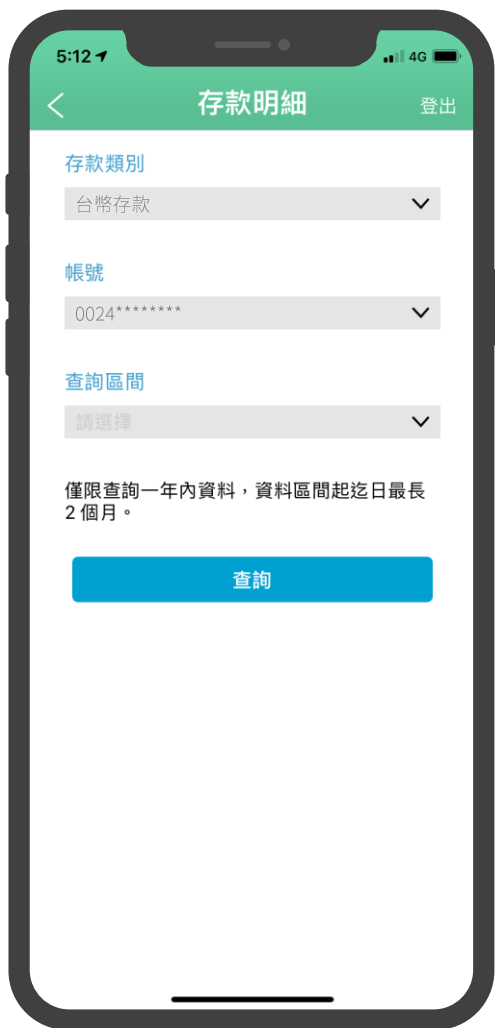 5:12
4G
存款明細
登出
存款類別
台幣存款
帳號
0024********
查詢區間
請選擇
僅限查詢一年內資料，資料區間起迄日最長
2 個月。
查詢